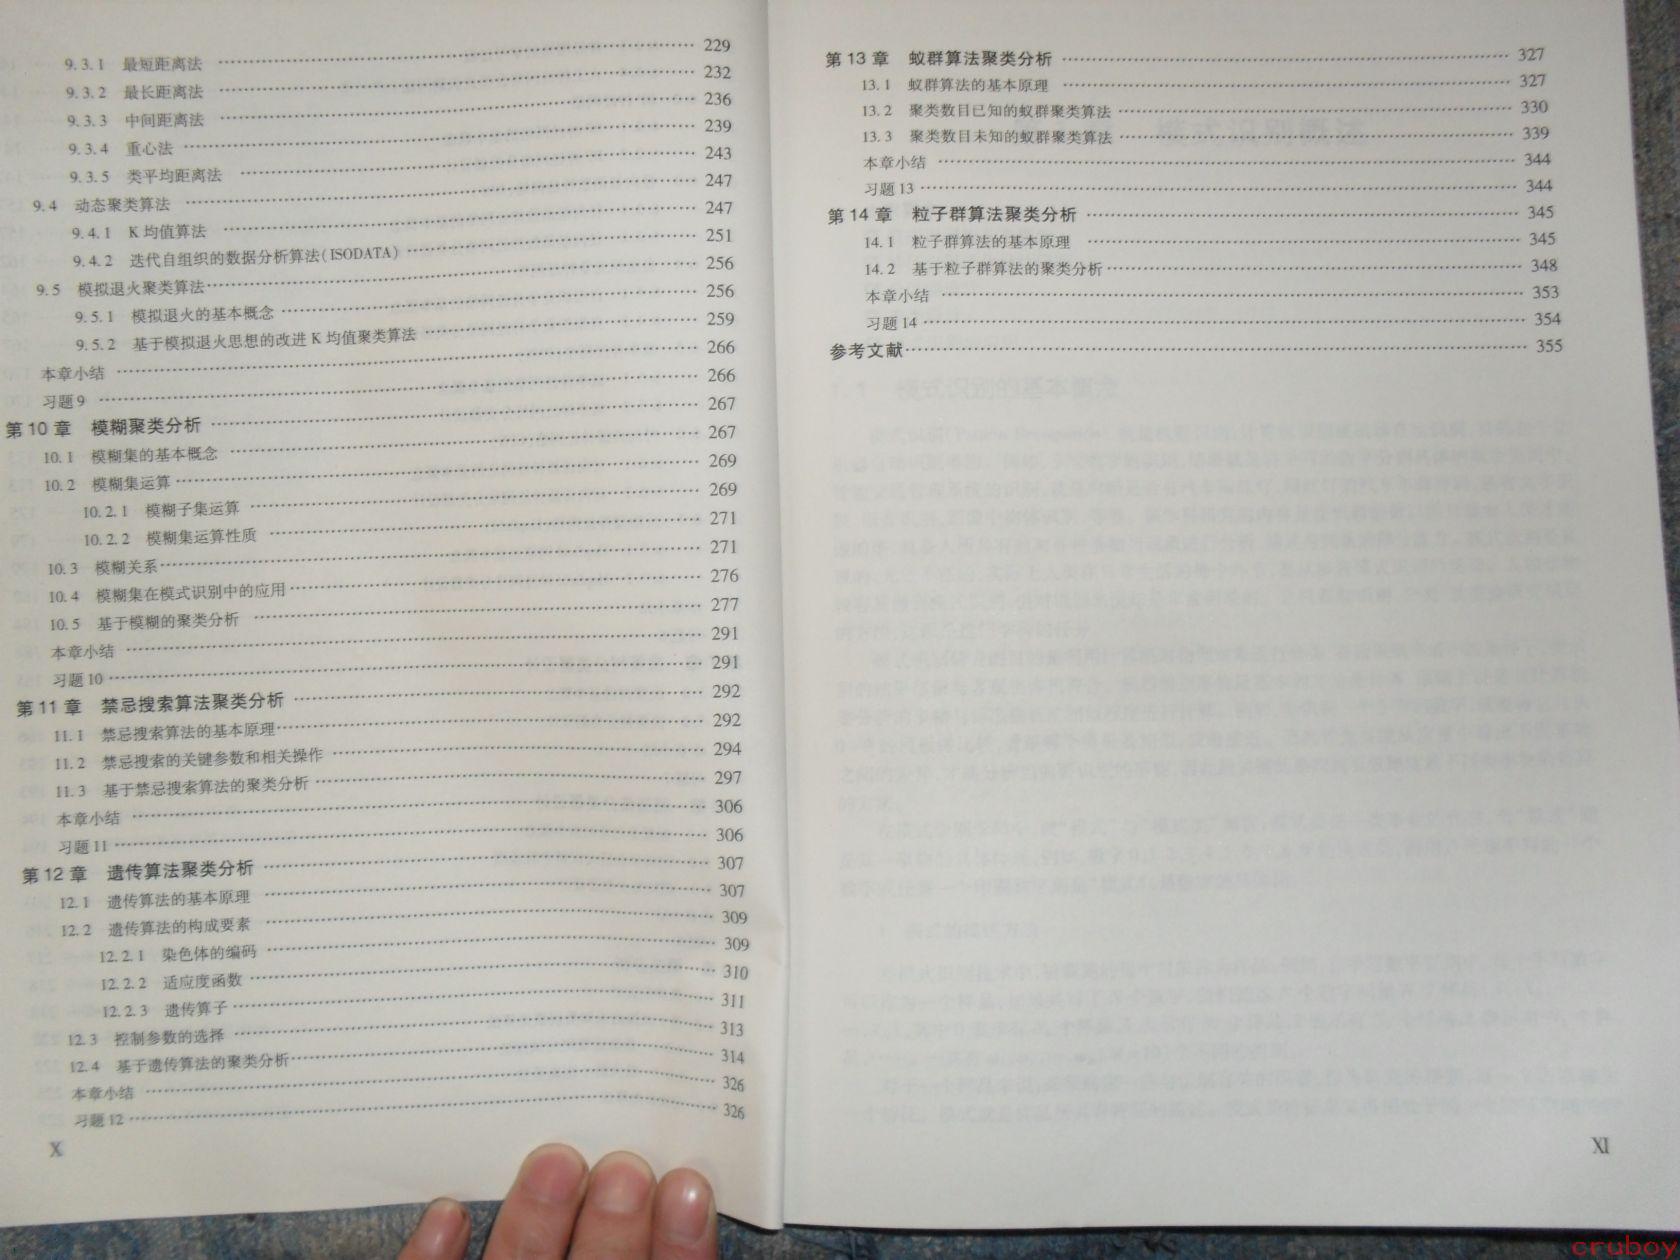 9.3.1 最短距离法 …… 229
9.3.2 最长距离法 …… 232
9.3.3 中间距离法 …… 236
9.3.4 重心法 …… 239
9.3.5 类平均距离法 …… 243
9.4 动态聚类算法 …… 247
9.4.1 K均值算法 …… 247
9.4.2 迭代自组织的数据分析算法(ISODATA) …… 251
9.5 模拟退火聚类算法 …… 256
9.5.1 模拟退火的基本概念 …… 256
9.5.2 基于模拟退火思想的改进K均值聚类算法 …… 259
本章小结 …… 266
习题9 …… 266
第10章 模糊聚类分析 …… 267
10.1 模糊集的基本概念 …… 267
10.2 模糊集运算 …… 269
10.2.1 模糊子集运算 …… 269
10.2.2 模糊集运算性质 …… 271
10.3 模糊关系 …… 271
10.4 模糊集在模式识别中的应用 …… 276
10.5 基于模糊的聚类分析 …… 277
本章小结 …… 291
习题10 …… 291
第11章 禁忌搜索算法聚类分析 …… 292
11.1 禁忌搜索算法的基本原理 …… 292
11.2 禁忌搜索的关键参数和相关操作 …… 294
11.3 基于禁忌搜索算法的聚类分析 …… 297
本章小结 …… 306
习题11 …… 306
第12章 遗传算法聚类分析 …… 307
12.1 遗传算法的基本原理 …… 307
12.2 遗传算法的构成要素 …… 309
12.2.1 染色体的编码 …… 309
12.2.2 适应度函数 …… 310
12.2.3 遗传算子 …… 311
12.3 控制参数的选择 …… 313
12.4 基于遗传算法的聚类分析 …… 314
本章小结 …… 326
习题12 …… 326
X
第13章 蚁群算法聚类分析 …… 327
13.1 蚁群算法的基本原理 …… 327
13.2 聚类数目已知的蚁群聚类算法 …… 330
13.3 聚类数目未知的蚁群聚类算法 …… 339
本章小结 …… 344
习题13 …… 344
第14章 粒子群算法聚类分析 …… 345
14.1 粒子群算法的基本原理 …… 345
14.2 基于粒子群算法的聚类分析 …… 348
本章小结 …… 353
习题14 …… 354
参考文献 …… 355
XI
cruboy